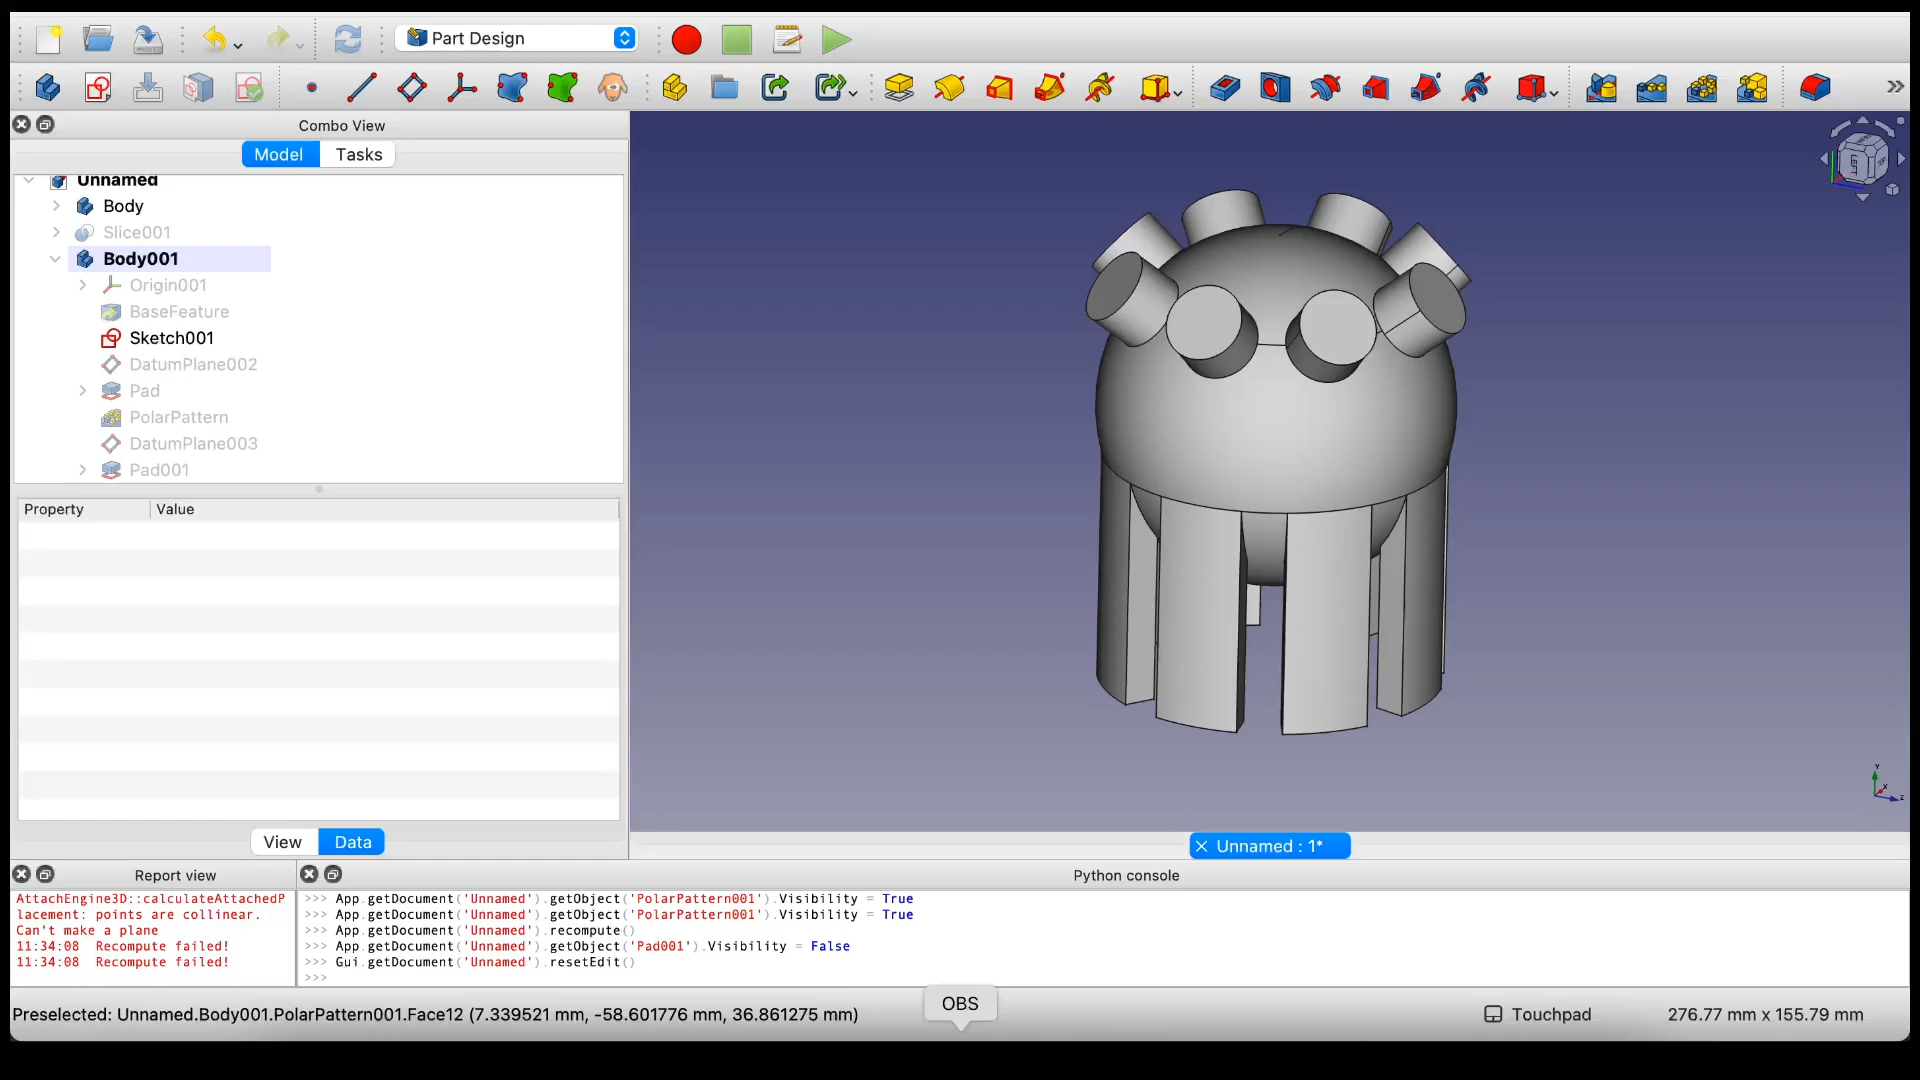 Part Design
Combo View
Model Tasks
Unnamed
Body
Slice001
Body001
Origin001
BaseFeature
Sketch001
DatumPlane002
Pad
PolarPattern
DatumPlane003
Pad001
Property Value
View Data
LEFT
TOP
Y
X
Z
Unnamed : 1*
Report view
AttachEngine3D::calculateAttachedP
lacement: points are collinear.
Can't make a plane
11:34:08 Recompute failed!
11:34:08 Recompute failed!
Python console
>>> App.getDocument('Unnamed').getObject('PolarPattern001').Visibility = True
>>> App.getDocument('Unnamed').getObject('PolarPattern001').Visibility = True
>>> App.getDocument('Unnamed').recompute()
>>> App.getDocument('Unnamed').getObject('Pad001').Visibility = False
>>> Gui.getDocument('Unnamed').resetEdit()
>>>
OBS
Preselected: Unnamed.Body001.PolarPattern001.Face12 (7.339521 mm, -58.601776 mm, 36.861275 mm)
Touchpad
276.77 mm x 155.79 mm